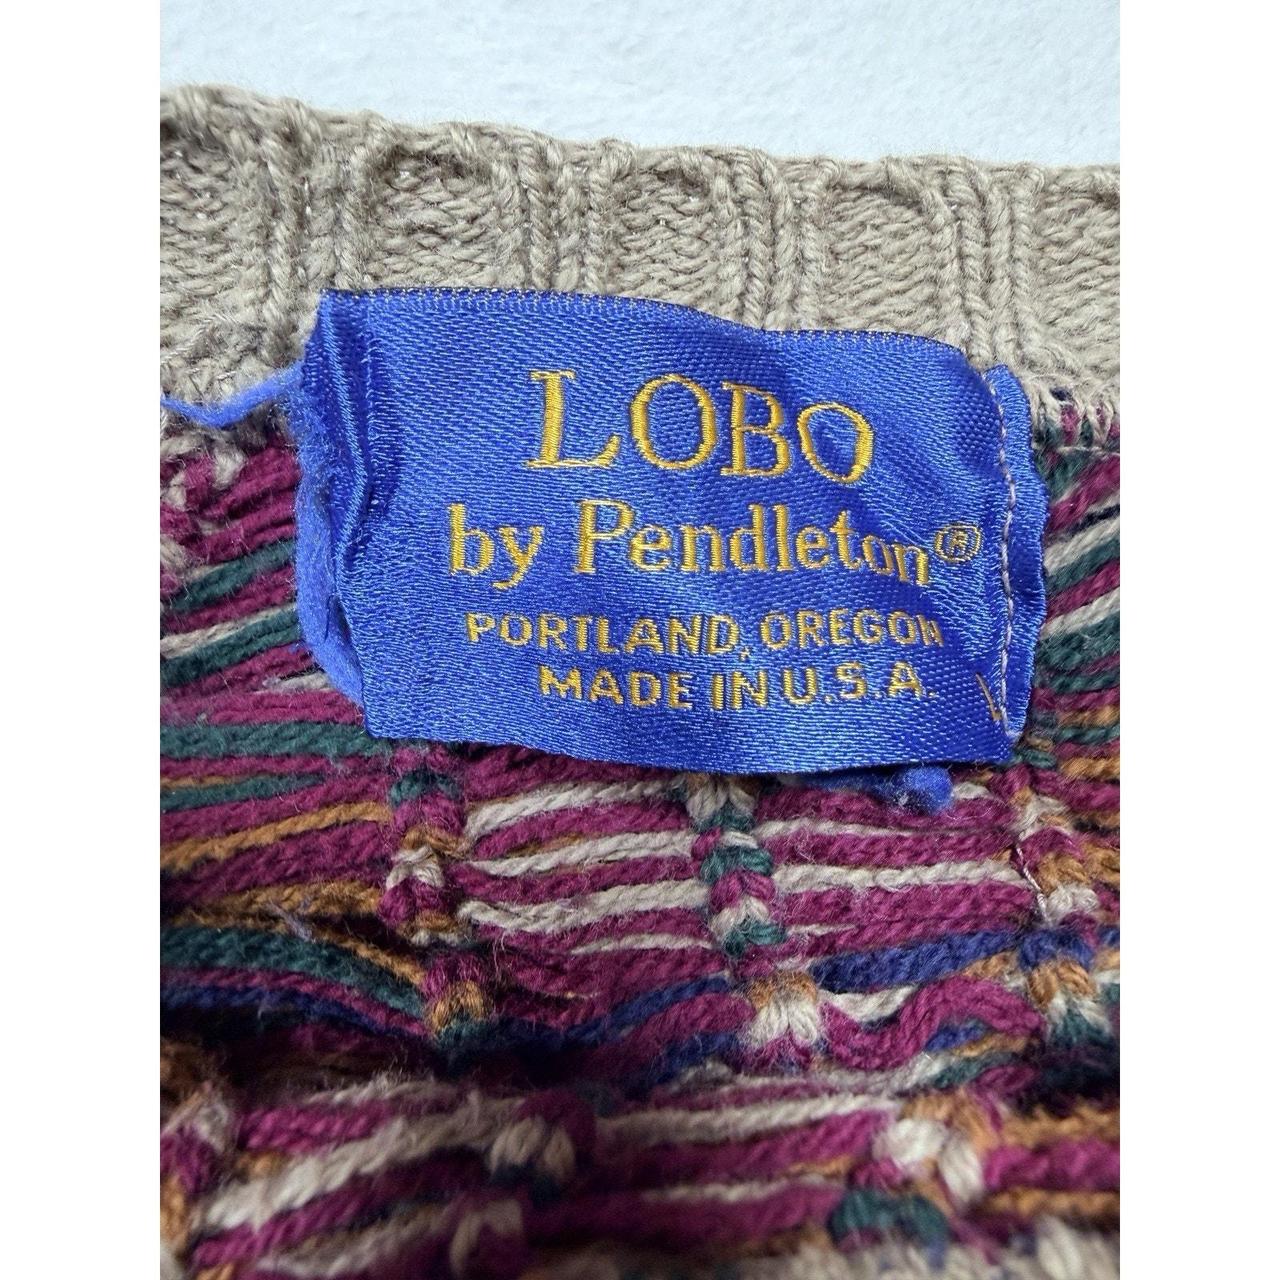 LOBO
by Pendleton®
PORTLAND, OREGON
MADE IN U.S.A.
L